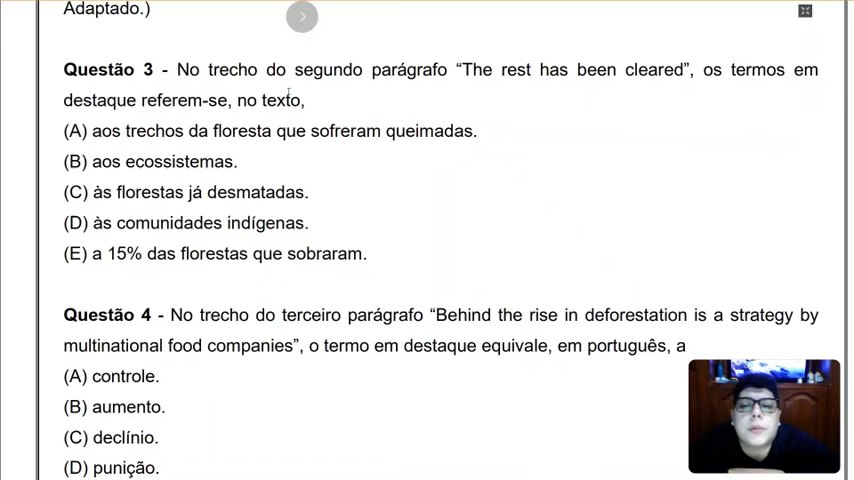 Adaptado.)
Questão 3 - No trecho do segundo parágrafo “The rest has been cleared”, os termos em
destaque referem-se, no texto,
(A) aos trechos da floresta que sofreram queimadas.
(B) aos ecossistemas.
(C) às florestas já desmatadas.
(D) às comunidades indígenas.
(E) a 15% das florestas que sobraram.
Questão 4 - No trecho do terceiro parágrafo “Behind the rise in deforestation is a strategy by
multinational food companies”, o termo em destaque equivale, em português, a
(A) controle.
(B) aumento.
(C) declínio.
(D) punição.